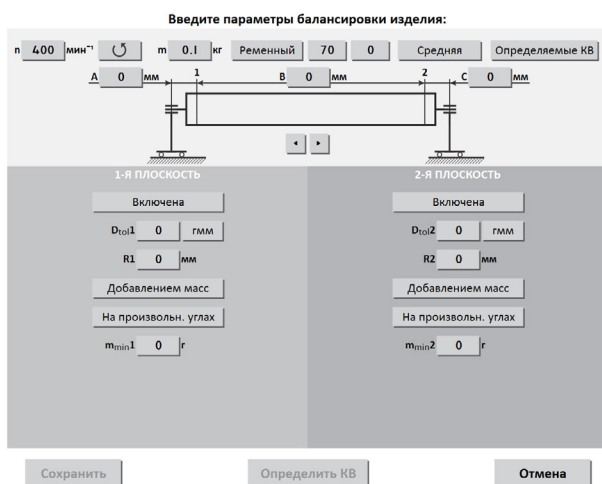 Введите параметры балансировки изделия:
n 400 мин⁻¹ m 0.1 кг Ременный 70 0 Средняя Определяемые КВ
A 0 мм 1 B 0 мм 2 C 0 мм
1-Я ПЛОСКОСТЬ 2-Я ПЛОСКОСТЬ
Включена Включена
Dtol1 0 гмм Dtol2 0 гмм
R1 0 мм R2 0 мм
Добавлением масс Добавлением масс
На произвольн. углах На произвольн. углах
mmin1 0 г mmin2 0 г
Сохранить Определить КВ Отмена